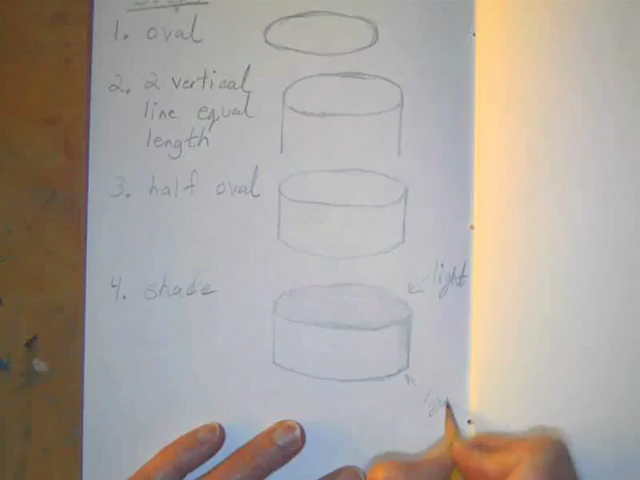 1. oval
2. 2 vertical
line equal
length
3. half oval
4. shade
light